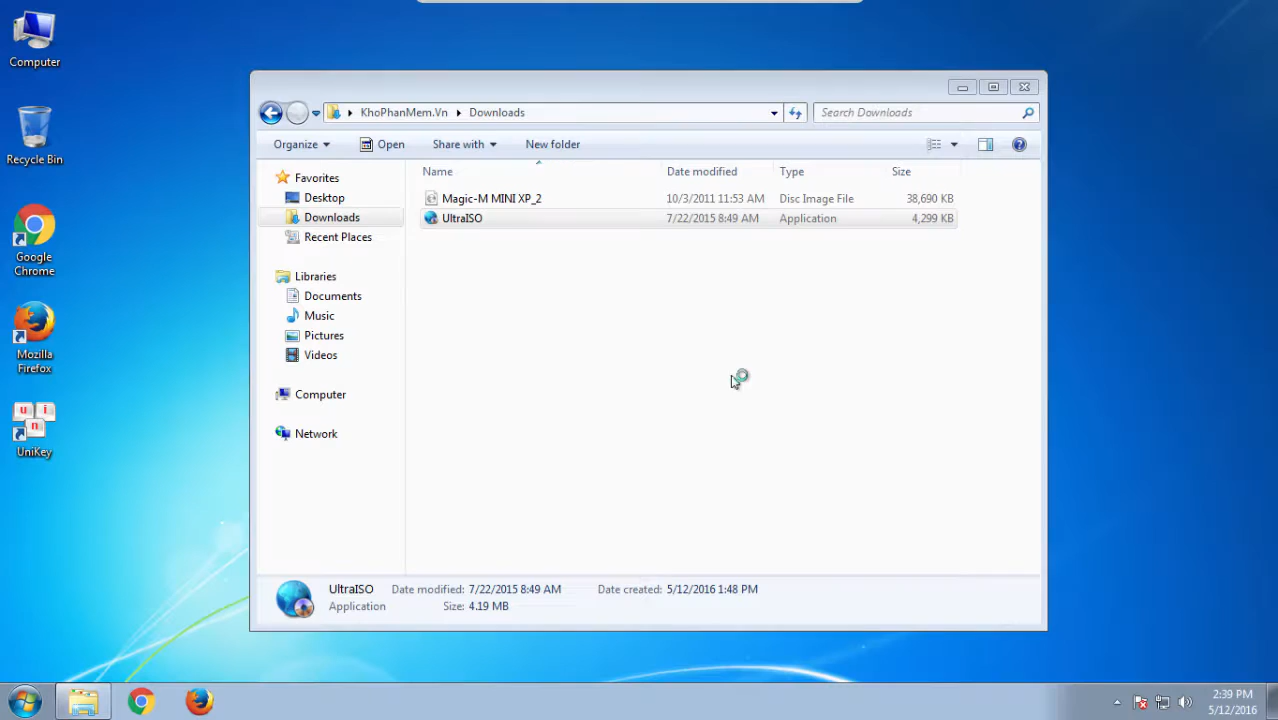 Computer
Recycle Bin
Google
Chrome
Mozilla
Firefox
u i
n
UniKey
KhoPhanMem.Vn Downloads
Search Downloads
Organize Open Share with New folder
Name Date modified Type Size
Magic-M MINI XP_2 10/3/2011 11:53 AM Disc Image File 38,690 KB
UltraISO 7/22/2015 8:49 AM Application 4,299 KB
Favorites
Desktop
Downloads
Recent Places
Libraries
Documents
Music
Pictures
Videos
Computer
Network
UltraISO Date modified: 7/22/2015 8:49 AM Date created: 5/12/2016 1:48 PM
Application Size: 4.19 MB
2:39 PM
5/12/2016